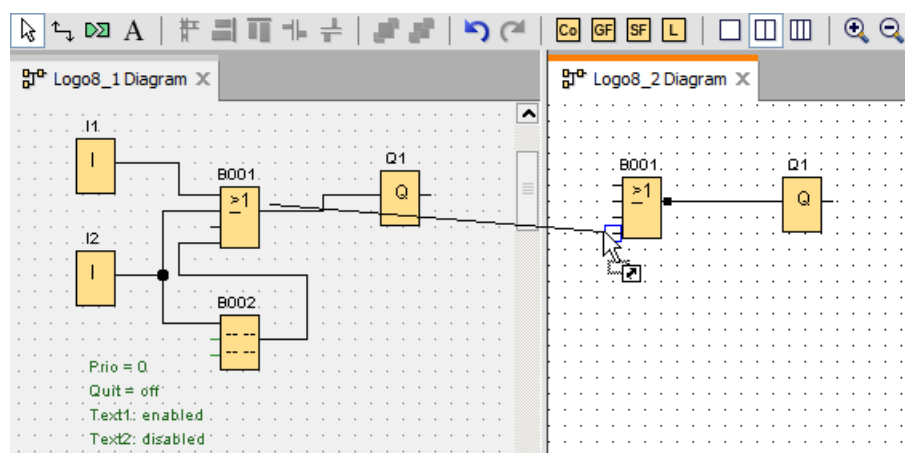 A
Co GF SF L
Logo8_1 Diagram
Logo8_2 Diagram
I1
I
B001
≥1
Q1
Q
I2
I
B002
Prio = 0
Quit = off
Text1: enabled
Text2: disabled
B001
≥1
Q1
Q